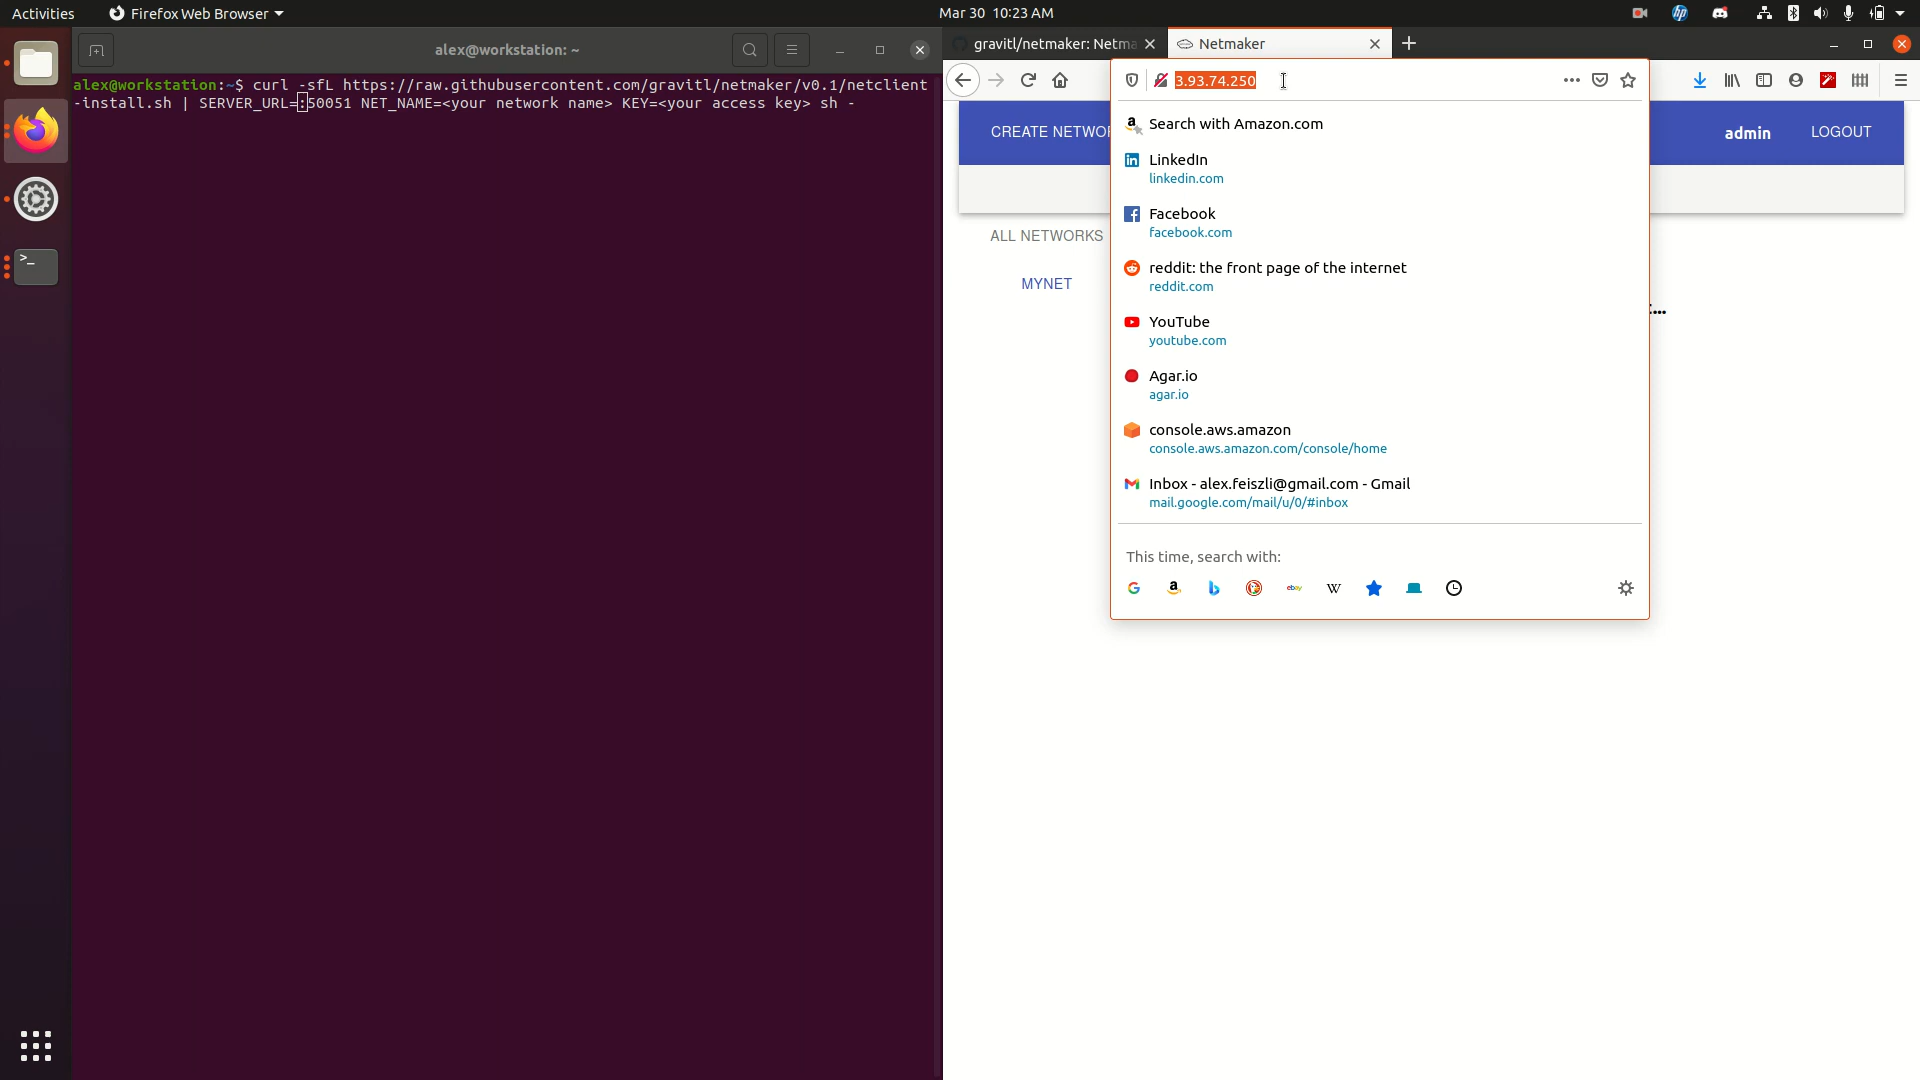 Activities
Firefox Web Browser
Mar 30 10:23 AM
alex@workstation: ~
alex@workstation:~$ curl -sfL https://raw.githubusercontent.com/gravitl/netmaker/v0.1/netclient
-install.sh | SERVER_URL=:50051 NET_NAME=<your network name> KEY=<your access key> sh -
gravitl/netmaker: Netma
Netmaker
3.93.74.250
CREATE NETWOR
admin
LOGOUT
ALL NETWORKS
MYNET
Search with Amazon.com
LinkedIn
linkedin.com
Facebook
facebook.com
reddit: the front page of the internet
reddit.com
YouTube
youtube.com
Agar.io
agar.io
console.aws.amazon
console.aws.amazon.com/console/home
Inbox - alex.feiszli@gmail.com - Gmail
mail.google.com/mail/u/0/#inbox
This time, search with: